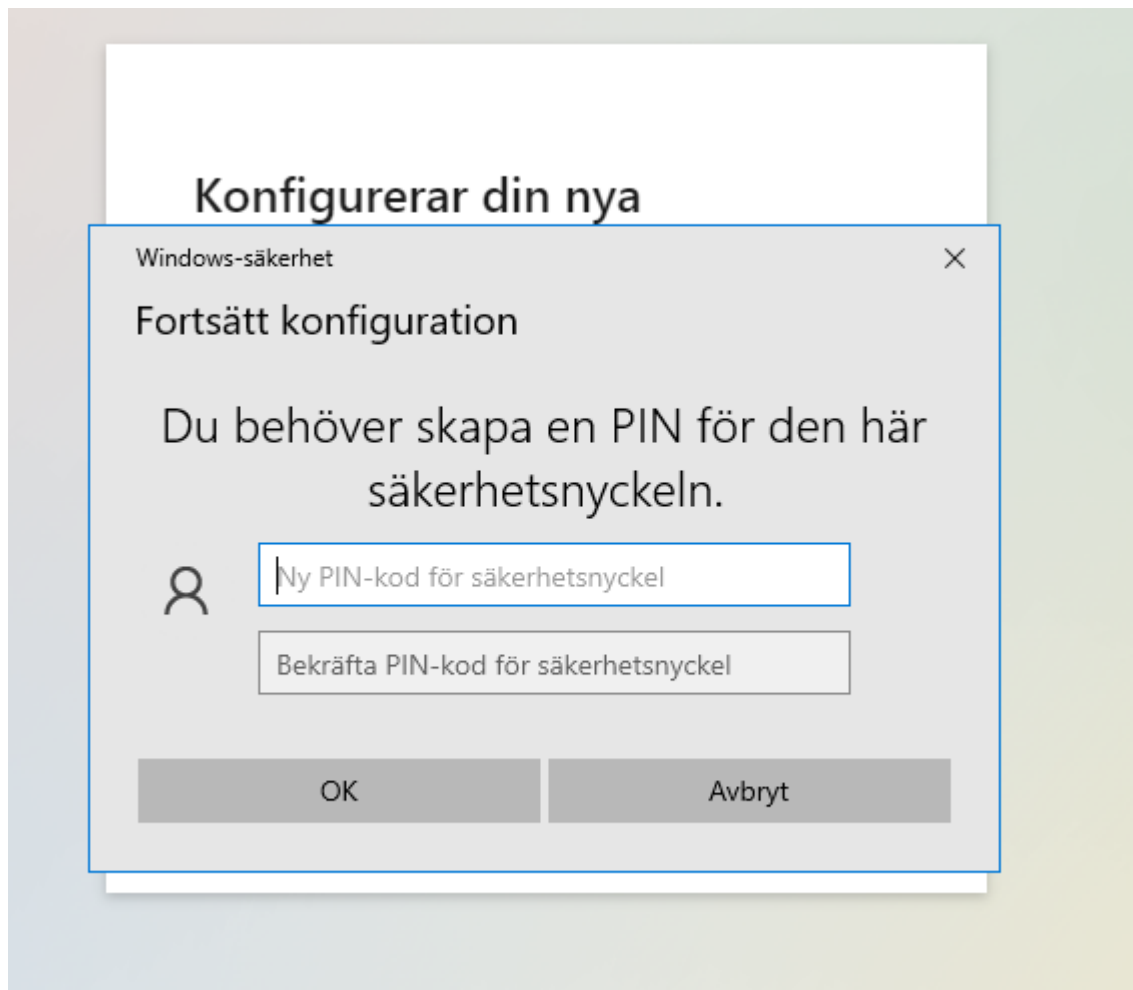 Konfigurerar din nya
Windows-säkerhet
Fortsätt konfiguration
Du behöver skapa en PIN för den här
säkerhetsnyckeln.
Ny PIN-kod för säkerhetsnyckel
Bekräfta PIN-kod för säkerhetsnyckel
OK
Avbryt